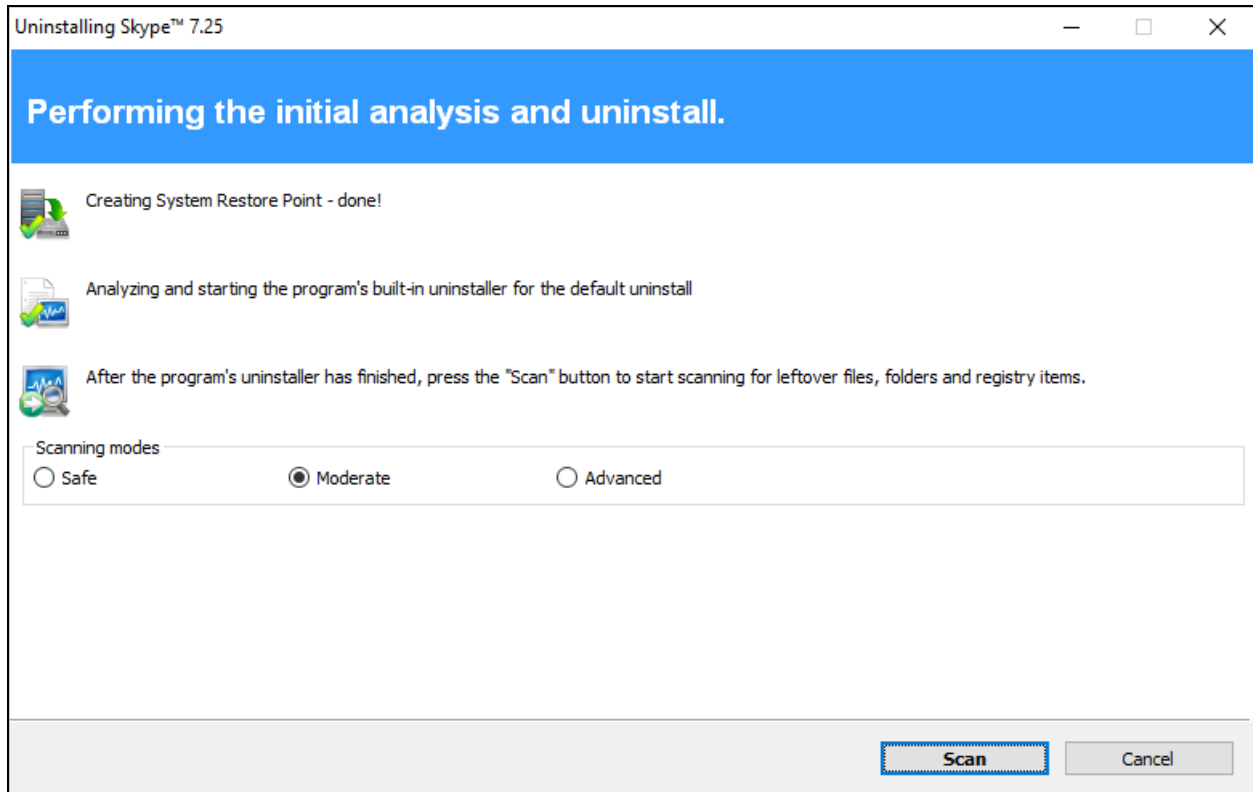 Uninstalling Skype™ 7.25
Performing the initial analysis and uninstall.
Creating System Restore Point - done!
Analyzing and starting the program's built-in uninstaller for the default uninstall
After the program's uninstaller has finished, press the "Scan" button to start scanning for leftover files, folders and registry items.
Scanning modes
Safe Moderate Advanced
Scan Cancel